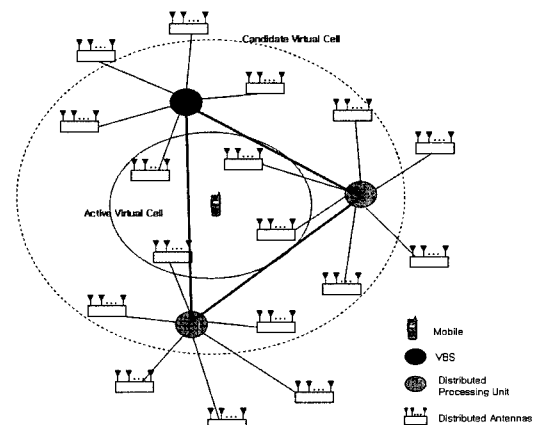 Candidate Virtual Cell
Active Virtual Cell
Mobile
VBS
Distributed
Processing Unit
Distributed Antennas